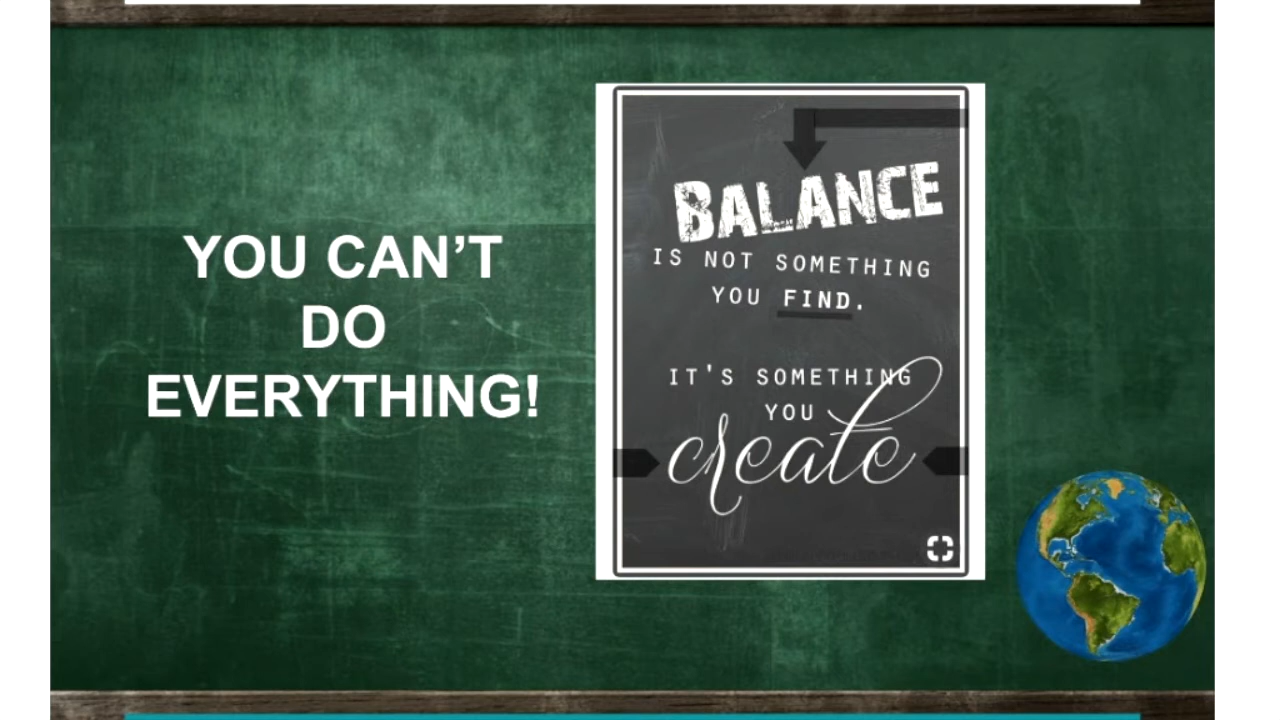 YOU CAN’T
DO
EVERYTHING!
BALANCE
IS NOT SOMETHING
YOU FIND.
IT'S SOMETHING
YOU
create